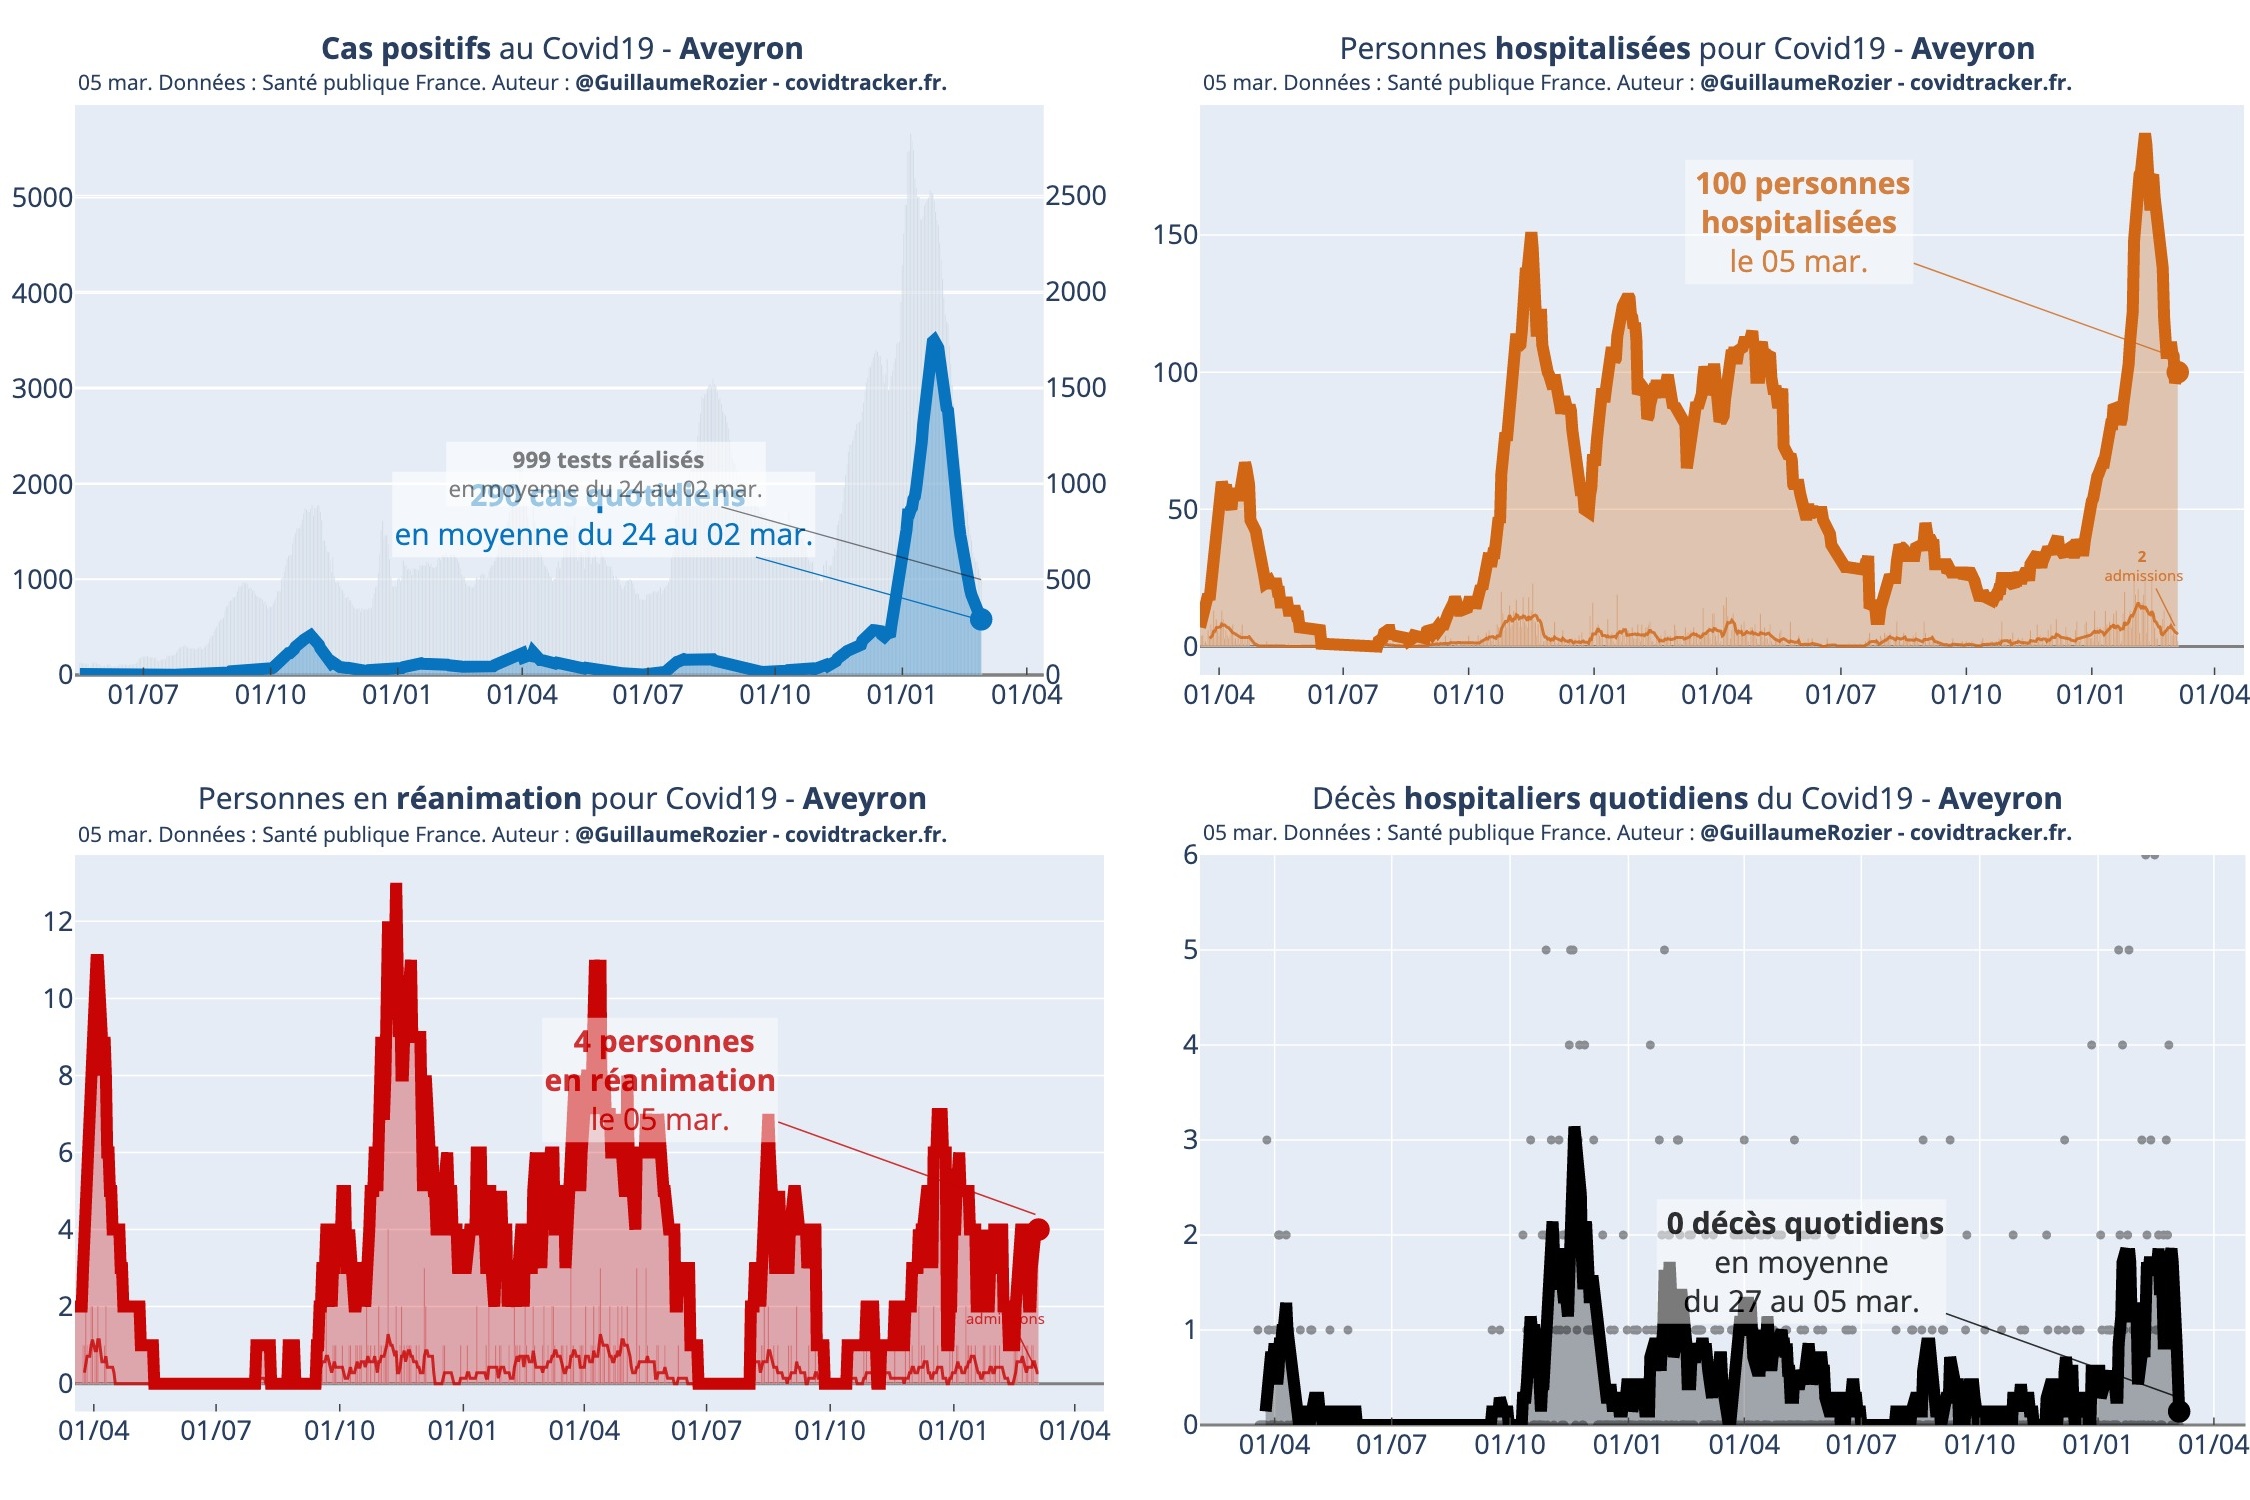 Cas positifs au Covid19 - Aveyron
05 mar. Données : Santé publique France. Auteur : @GuillaumeRozier - covidtracker.fr.
5000
4000
3000
2000
1000
0
2500
2000
1500
1000
500
0
999 tests réalisés
en moyenne du 24 au 02 mar.
290 cas quotidiens
en moyenne du 24 au 02 mar.
01/07 01/10 01/01 01/04 01/07 01/10 01/01 01/04
Personnes hospitalisées pour Covid19 - Aveyron
05 mar. Données : Santé publique France. Auteur : @GuillaumeRozier - covidtracker.fr.
150
100
50
0
100 personnes
hospitalisées
le 05 mar.
2
admissions
01/04 01/07 01/10 01/01 01/04 01/07 01/10 01/01 01/04
Personnes en réanimation pour Covid19 - Aveyron
05 mar. Données : Santé publique France. Auteur : @GuillaumeRozier - covidtracker.fr.
12
10
8
6
4
2
0
4 personnes
en réanimation
le 05 mar.
admissions
01/04 01/07 01/10 01/01 01/04 01/07 01/10 01/01 01/04
Décès hospitaliers quotidiens du Covid19 - Aveyron
05 mar. Données : Santé publique France. Auteur : @GuillaumeRozier - covidtracker.fr.
6
5
4
3
2
1
0
0 décès quotidiens
en moyenne
du 27 au 05 mar.
01/04 01/07 01/10 01/01 01/04 01/07 01/10 01/01 01/04